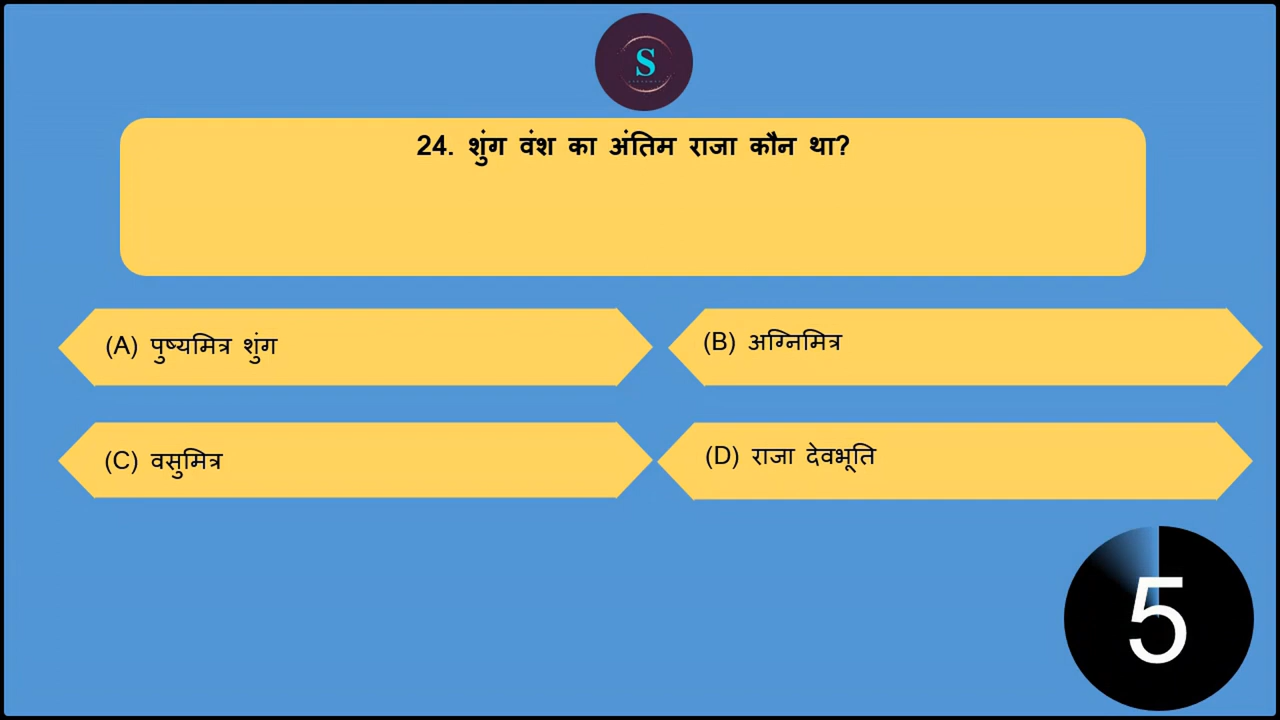 S
24. शुंग वंश का अंतिम राजा कौन था?
(A) पुष्यमित्र शुंग
(B) अग्निमित्र
(C) वसुमित्र
(D) राजा देवभूति
5